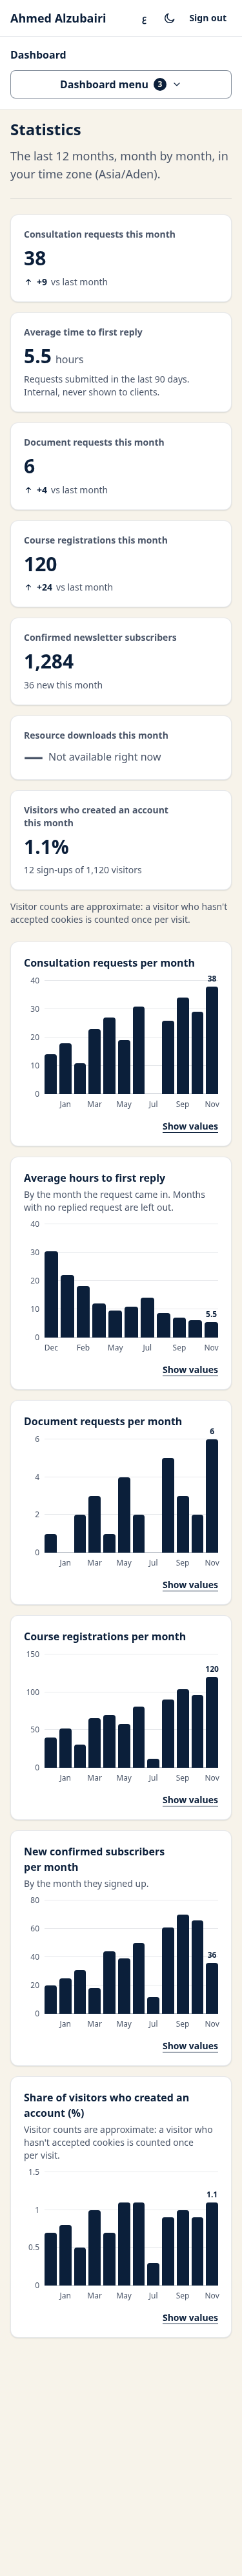 Ahmed Alzubairi ع Sign out
Dashboard
Dashboard menu 3
Statistics
The last 12 months, month by month, in
your time zone (Asia/Aden).
Consultation requests this month
38
↑ +9 vs last month
Average time to first reply
5.5 hours
Requests submitted in the last 90 days.
Internal, never shown to clients.
Document requests this month
6
↑ +4 vs last month
Course registrations this month
120
↑ +24 vs last month
Confirmed newsletter subscribers
1,284
36 new this month
Resource downloads this month
— Not available right now
Visitors who created an account
this month
1.1%
12 sign-ups of 1,120 visitors
Visitor counts are approximate: a visitor who hasn't
accepted cookies is counted once per visit.
Consultation requests per month
38
40
30
20
10
0
Jan Mar May Jul Sep Nov
Show values
Average hours to first reply
By the month the request came in. Months
with no replied request are left out.
40
30
20
10
5.5
0
Dec Feb May Jul Sep Nov
Show values
Document requests per month
6
6
4
2
0
Jan Mar May Jul Sep Nov
Show values
Course registrations per month
150
120
100
50
0
Jan Mar May Jul Sep Nov
Show values
New confirmed subscribers
per month
By the month they signed up.
80
60
40
36
20
0
Jan Mar May Jul Sep Nov
Show values
Share of visitors who created an
account (%)
Visitor counts are approximate: a visitor who
hasn't accepted cookies is counted once
per visit.
1.5
1.1
1
0.5
0
Jan Mar May Jul Sep Nov
Show values